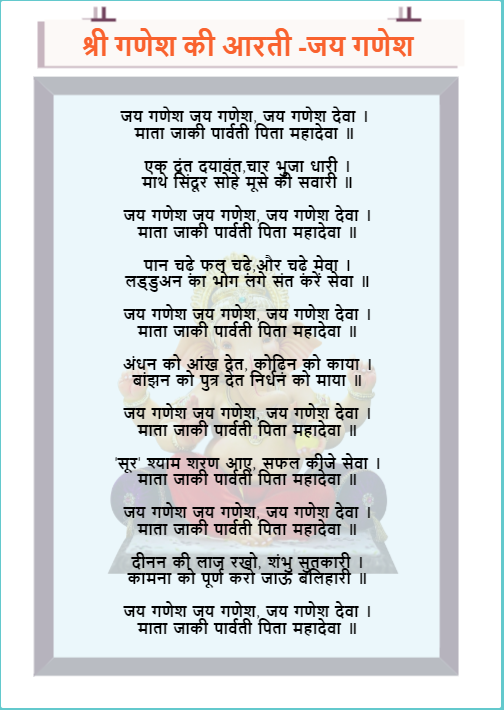 श्री गणेश की आरती -जय गणेश
जय गणेश जय गणेश, जय गणेश देवा ।
माता जाकी पार्वती पिता महादेवा ॥
एक दंत दयावंत,चार भुजा धारी ।
माथे सिंदूर सोहे मूसे की सवारी ॥
जय गणेश जय गणेश, जय गणेश देवा ।
माता जाकी पार्वती पिता महादेवा ॥
पान चढ़े फल चढ़े,और चढ़े मेवा ।
लड्डुअन का भोग लगे संत करें सेवा ॥
जय गणेश जय गणेश, जय गणेश देवा ।
माता जाकी पार्वती पिता महादेवा ॥
अंधन को आंख देत, कोढ़िन को काया ।
बांझन को पुत्र देत निर्धन को माया ॥
जय गणेश जय गणेश, जय गणेश देवा ।
माता जाकी पार्वती पिता महादेवा ॥
'सूर' श्याम शरण आए, सफल कीजे सेवा ।
माता जाकी पार्वती पिता महादेवा ॥
जय गणेश जय गणेश, जय गणेश देवा ।
माता जाकी पार्वती पिता महादेवा ॥
दीनन की लाज रखो, शंभु सुतकारी ।
कामना को पूर्ण करो जाऊं बलिहारी ॥
जय गणेश जय गणेश, जय गणेश देवा ।
माता जाकी पार्वती पिता महादेवा ॥